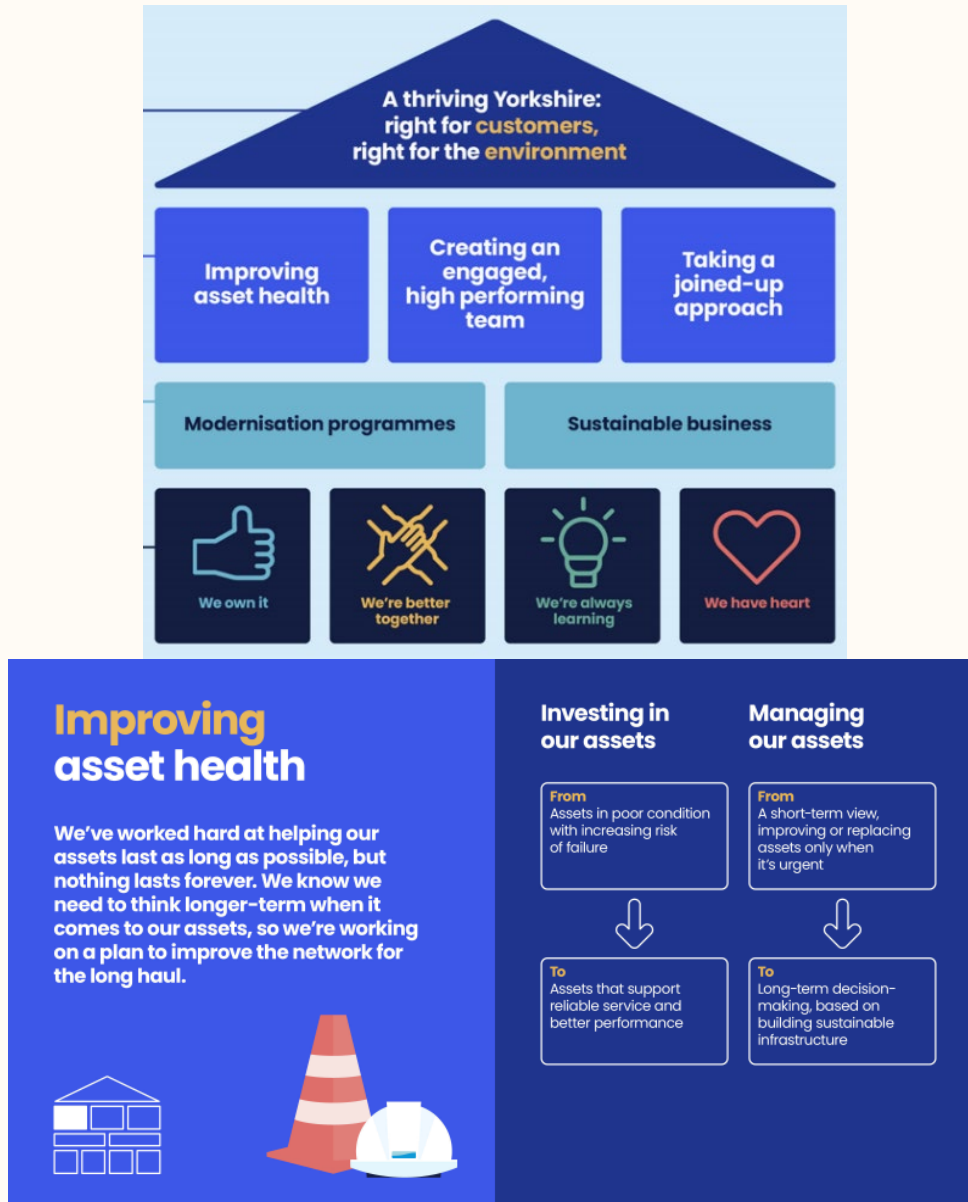 A thriving Yorkshire:
right for customers,
right for the environment
Improving
asset health
Creating an
engaged,
high performing
team
Taking a
joined-up
approach
Modernisation programmes
Sustainable business
We own it
We're better
together
We're always
learning
We have heart
Improving
asset health
We've worked hard at helping our
assets last as long as possible, but
nothing lasts forever. We know we
need to think longer-term when it
comes to our assets, so we're working
on a plan to improve the network for
the long haul.
Investing in
our assets
From
Assets in poor condition
with increasing risk
of failure
To
Assets that support
reliable service and
better performance
Managing
our assets
From
A short-term view,
improving or replacing
assets only when
it's urgent
To
Long-term decision-
making, based on
building sustainable
infrastructure